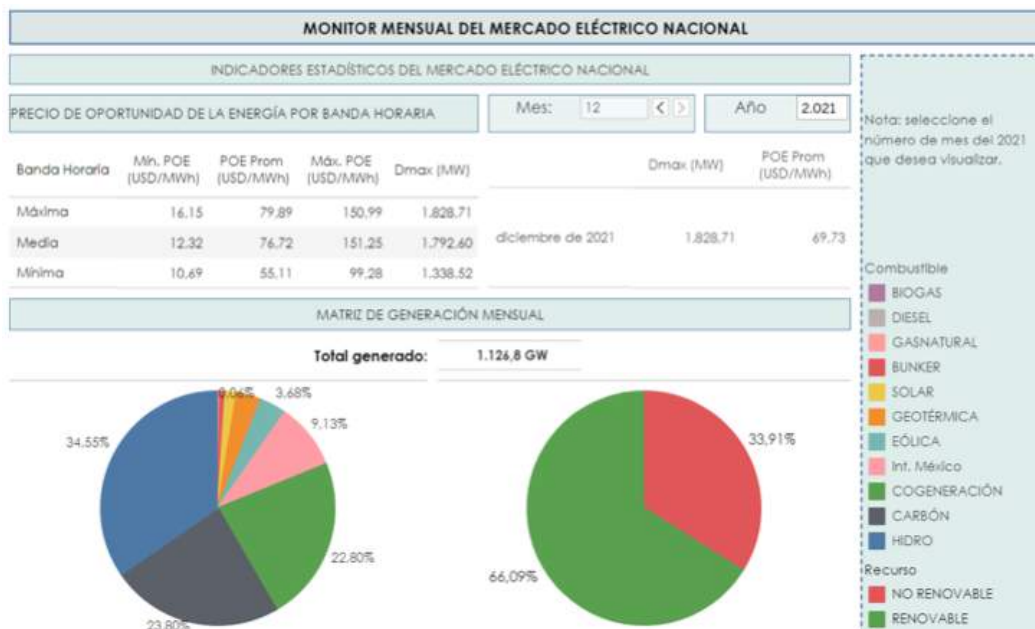 MONITOR MENSUAL DEL MERCADO ELÉCTRICO NACIONAL
INDICADORES ESTADÍSTICOS DEL MERCADO ELÉCTRICO NACIONAL
PRECIO DE OPORTUNIDAD DE LA ENERGÍA POR BANDA HORARIA
Mes: 12 < >
Año 2.021
Nota: seleccione el
número de mes del 2021
que desea visualizar.
Banda Horaria Mín. POE (USD/MWh) POE Prom (USD/MWh) Máx. POE (USD/MWh) Dmax (MW)
Máxima 16,15 79,89 150,99 1.828,71
Media 12,32 76,72 151,25 1.792,60
Mínima 10,69 55,11 99,28 1.338,52
Dmax (MW) POE Prom (USD/MWh)
diciembre de 2021 1.828,71 69,73
MATRIZ DE GENERACIÓN MENSUAL
Total generado: 1.126,8 GW
0,06%
3,68%
9,13%
34,55%
22,80%
23,80%
33,91%
66,09%
Combustible
BIOGAS
DIESEL
GASNATURAL
BUNKER
SOLAR
GEOTÉRMICA
EÓLICA
Int. México
COGENERACIÓN
CARBÓN
HIDRO
Recurso
NO RENOVABLE
RENOVABLE